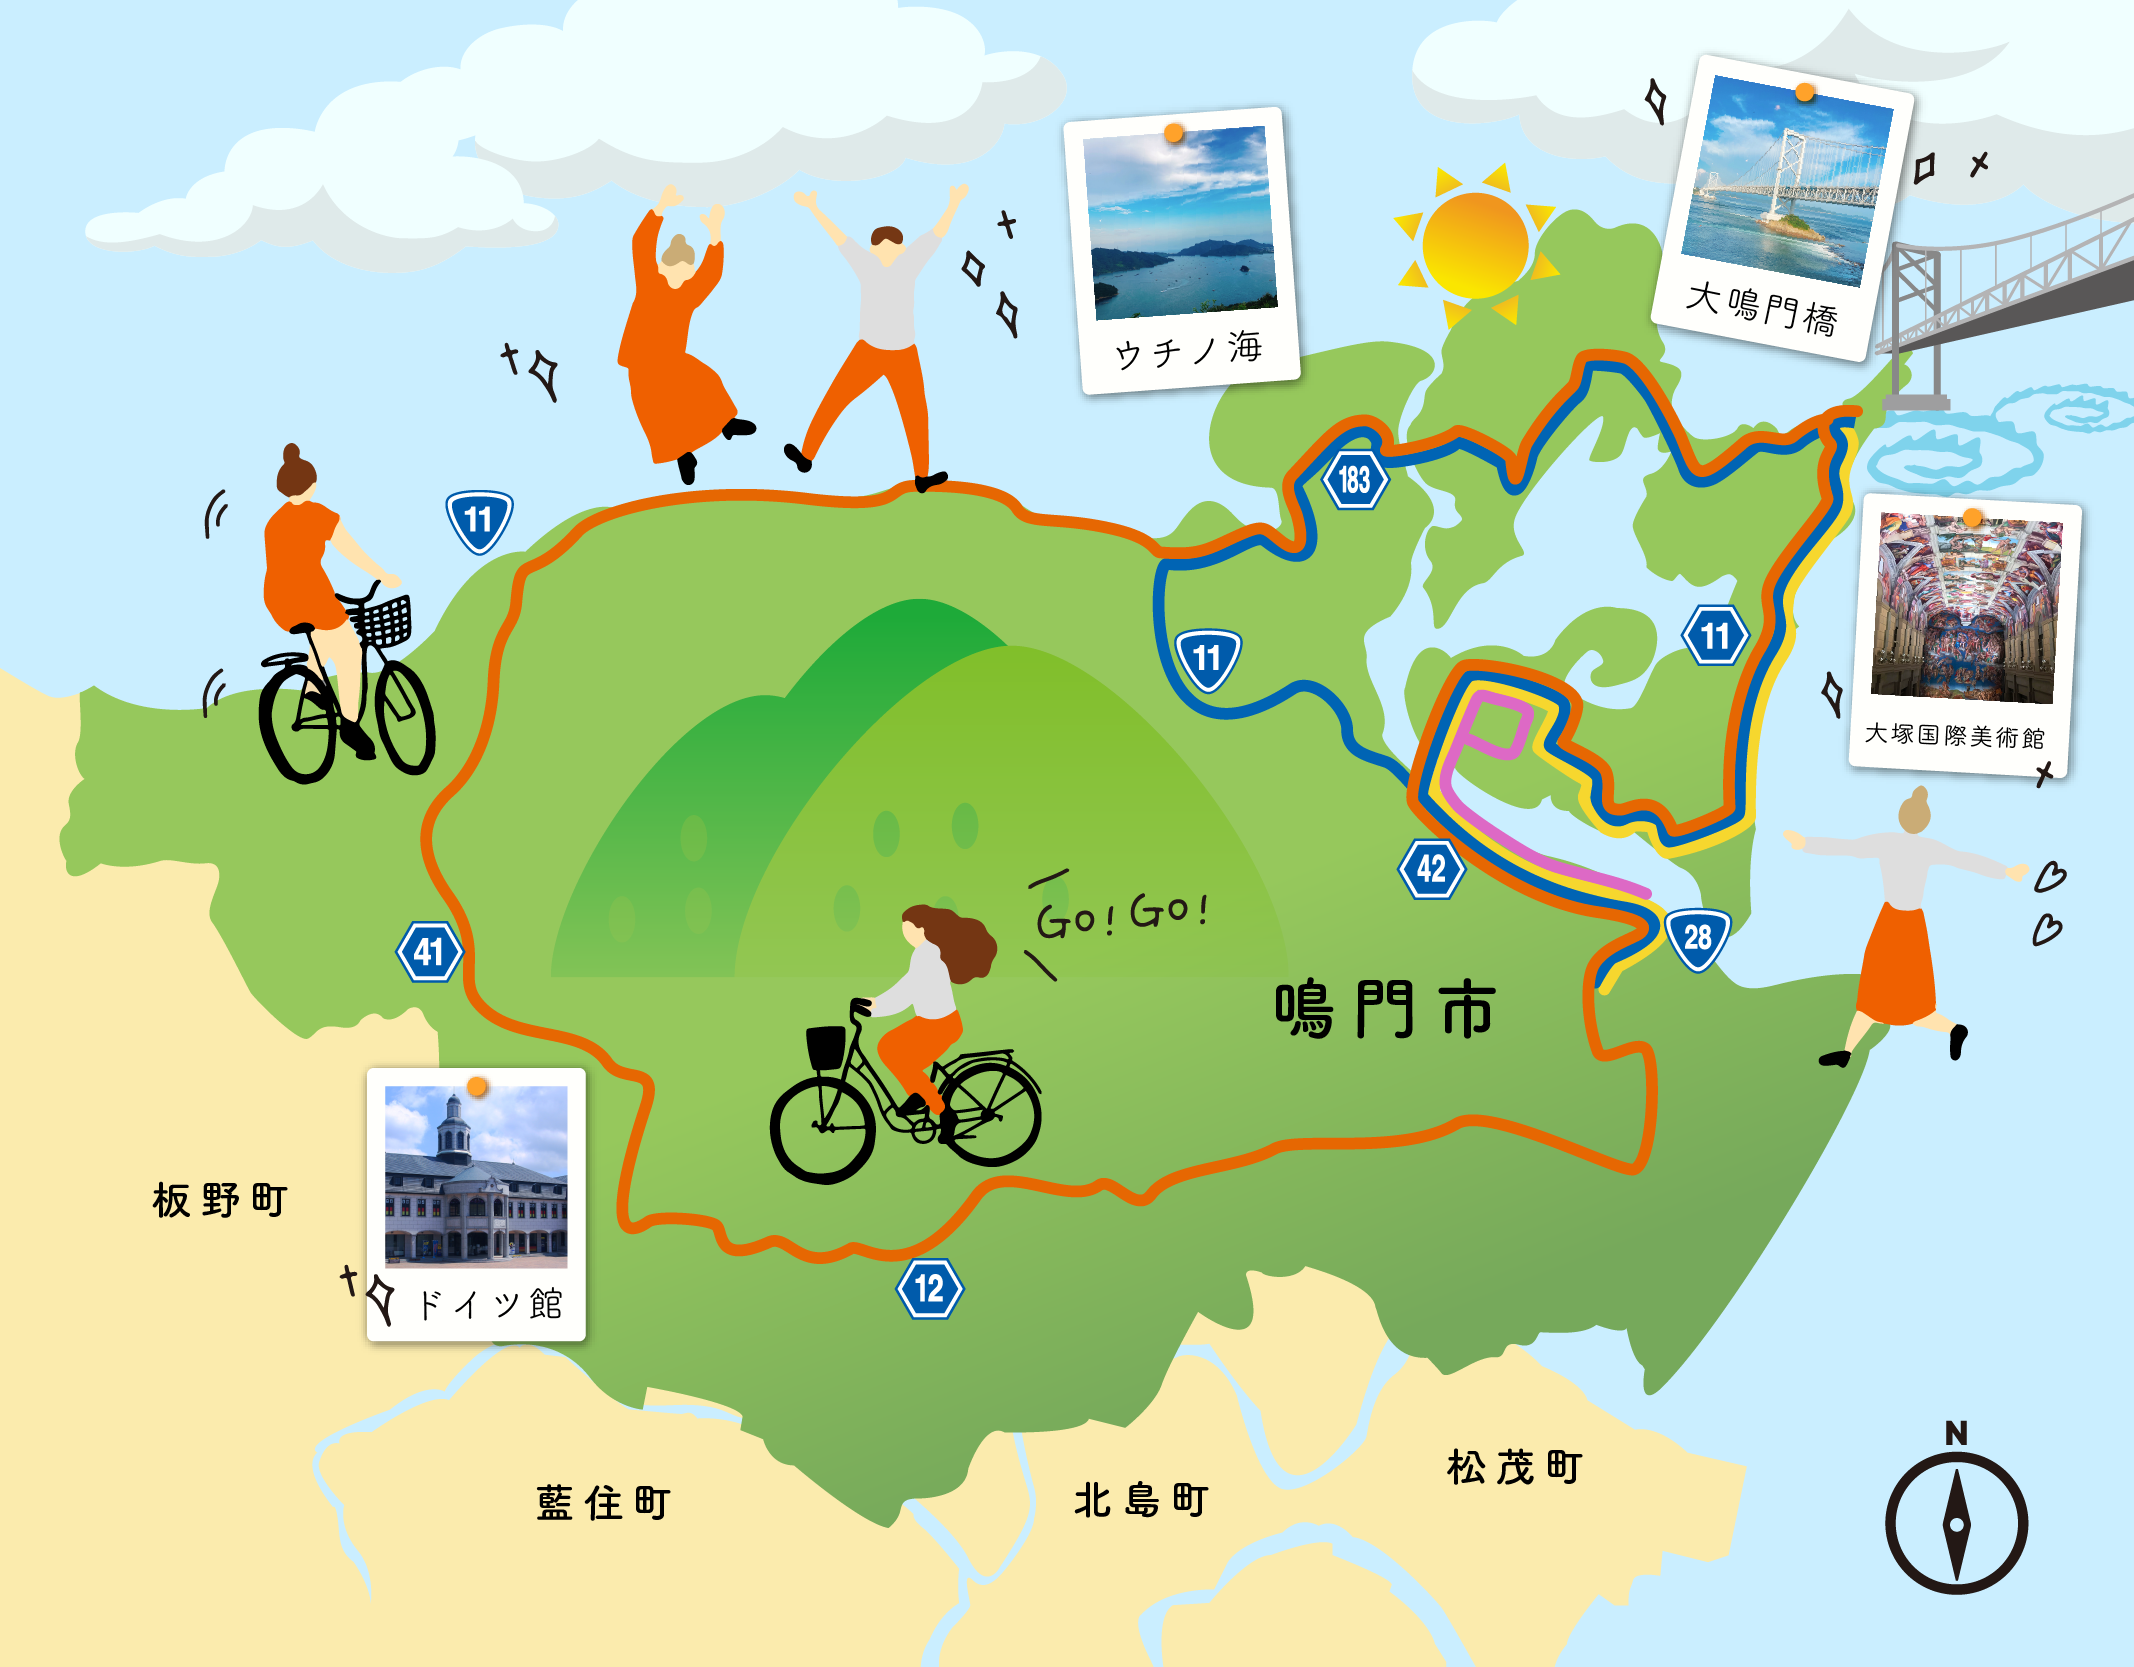 大鳴門橋
ウチノ海
183
11
11
11
大塚国際美術館
42
28
Go! Go!
41
鳴門市
板野町
ドイツ館
12
松茂町
藍住町
北島町
N